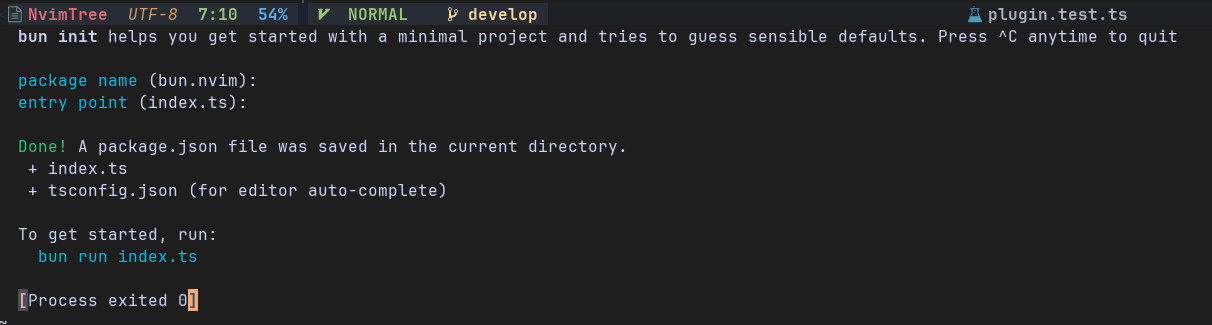 NvimTree UTF-8 7:10 54% NORMAL develop plugin.test.ts
bun init helps you get started with a minimal project and tries to guess sensible defaults. Press ^C anytime to quit
package name (bun.nvim):
entry point (index.ts):
Done! A package.json file was saved in the current directory.
+ index.ts
+ tsconfig.json (for editor auto-complete)
To get started, run:
bun run index.ts
[Process exited 0]
~